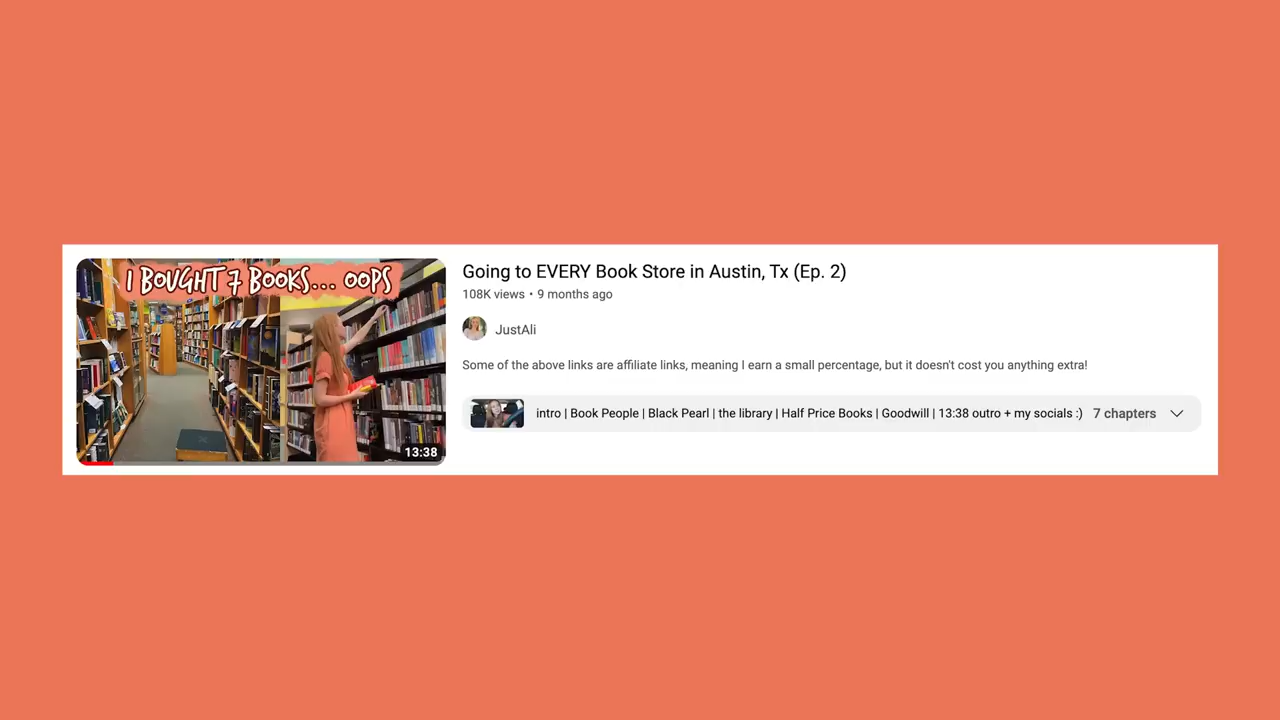 I BOUGHT 7 BOOKS... OOPS
13:38
Going to EVERY Book Store in Austin, Tx (Ep. 2)
108K views • 9 months ago
JustAli
Some of the above links are affiliate links, meaning I earn a small percentage, but it doesn't cost you anything extra!
intro | Book People | Black Pearl | the library | Half Price Books | Goodwill | 13:38 outro + my socials :) 7 chapters